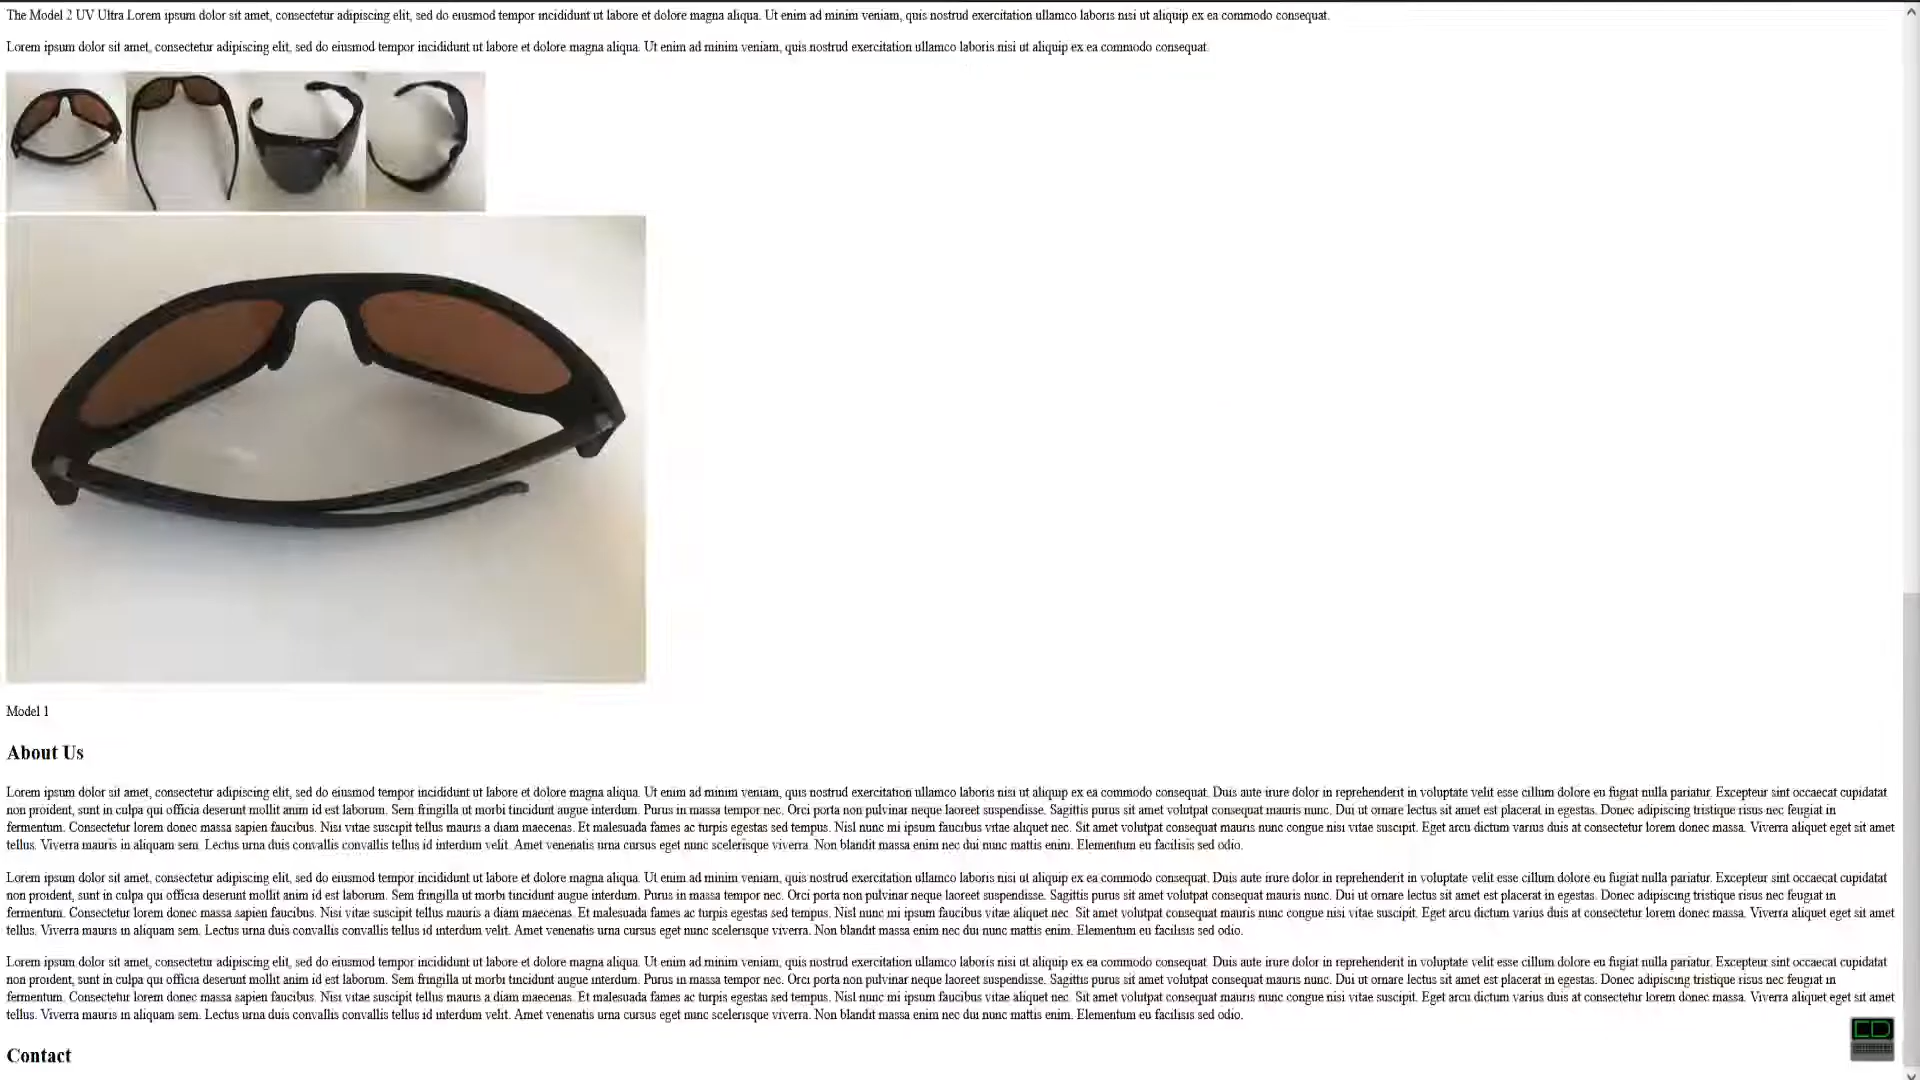 The Model 2 UV Ultra Lorem ipsum dolor sit amet, consectetur adipiscing elit, sed do eiusmod tempor incididunt ut labore et dolore magna aliqua. Ut enim ad minim veniam, quis nostrud exercitation ullamco laboris nisi ut aliquip ex ea commodo consequat.
Lorem ipsum dolor sit amet, consectetur adipiscing elit, sed do eiusmod tempor incididunt ut labore et dolore magna aliqua. Ut enim ad minim veniam, quis nostrud exercitation ullamco laboris nisi ut aliquip ex ea commodo consequat.
Model 1
About Us
Lorem ipsum dolor sit amet, consectetur adipiscing elit, sed do eiusmod tempor incididunt ut labore et dolore magna aliqua. Ut enim ad minim veniam, quis nostrud exercitation ullamco laboris nisi ut aliquip ex ea commodo consequat. Duis aute irure dolor in reprehenderit in voluptate velit esse cillum dolore eu fugiat nulla pariatur. Excepteur sint occaecat cupidatat
non proident, sunt in culpa qui officia deserunt mollit anim id est laborum. Sem fringilla ut morbi tincidunt augue interdum. Purus in massa tempor nec. Orci porta non pulvinar neque laoreet suspendisse. Sagittis purus sit amet volutpat consequat mauris nunc. Dui ut ornare lectus sit amet est placerat in egestas. Donec adipiscing tristique risus nec feugiat in
fermentum. Consectetur lorem donec massa sapien faucibus. Nisi vitae suscipit tellus mauris a diam maecenas. Et malesuada fames ac turpis egestas sed tempus. Nisl nunc mi ipsum faucibus vitae aliquet nec. Sit amet volutpat consequat mauris nunc congue nisi vitae suscipit. Eget arcu dictum varius duis at consectetur lorem donec massa. Viverra aliquet eget sit amet
tellus. Viverra mauris in aliquam sem. Lectus urna duis convallis convallis tellus id interdum velit. Amet venenatis urna cursus eget nunc scelerisque viverra. Non blandit massa enim nec dui nunc mattis enim. Elementum eu facilisis sed odio.
Lorem ipsum dolor sit amet, consectetur adipiscing elit, sed do eiusmod tempor incididunt ut labore et dolore magna aliqua. Ut enim ad minim veniam, quis nostrud exercitation ullamco laboris nisi ut aliquip ex ea commodo consequat. Duis aute irure dolor in reprehenderit in voluptate velit esse cillum dolore eu fugiat nulla pariatur. Excepteur sint occaecat cupidatat
non proident, sunt in culpa qui officia deserunt mollit anim id est laborum. Sem fringilla ut morbi tincidunt augue interdum. Purus in massa tempor nec. Orci porta non pulvinar neque laoreet suspendisse. Sagittis purus sit amet volutpat consequat mauris nunc. Dui ut ornare lectus sit amet est placerat in egestas. Donec adipiscing tristique risus nec feugiat in
fermentum. Consectetur lorem donec massa sapien faucibus. Nisi vitae suscipit tellus mauris a diam maecenas. Et malesuada fames ac turpis egestas sed tempus. Nisl nunc mi ipsum faucibus vitae aliquet nec. Sit amet volutpat consequat mauris nunc congue nisi vitae suscipit. Eget arcu dictum varius duis at consectetur lorem donec massa. Viverra aliquet eget sit amet
tellus. Viverra mauris in aliquam sem. Lectus urna duis convallis convallis tellus id interdum velit. Amet venenatis urna cursus eget nunc scelerisque viverra. Non blandit massa enim nec dui nunc mattis enim. Elementum eu facilisis sed odio.
Lorem ipsum dolor sit amet, consectetur adipiscing elit, sed do eiusmod tempor incididunt ut labore et dolore magna aliqua. Ut enim ad minim veniam, quis nostrud exercitation ullamco laboris nisi ut aliquip ex ea commodo consequat. Duis aute irure dolor in reprehenderit in voluptate velit esse cillum dolore eu fugiat nulla pariatur. Excepteur sint occaecat cupidatat
non proident, sunt in culpa qui officia deserunt mollit anim id est laborum. Sem fringilla ut morbi tincidunt augue interdum. Purus in massa tempor nec. Orci porta non pulvinar neque laoreet suspendisse. Sagittis purus sit amet volutpat consequat mauris nunc. Dui ut ornare lectus sit amet est placerat in egestas. Donec adipiscing tristique risus nec feugiat in
fermentum. Consectetur lorem donec massa sapien faucibus. Nisi vitae suscipit tellus mauris a diam maecenas. Et malesuada fames ac turpis egestas sed tempus. Nisl nunc mi ipsum faucibus vitae aliquet nec. Sit amet volutpat consequat mauris nunc congue nisi vitae suscipit. Eget arcu dictum varius duis at consectetur lorem donec massa. Viverra aliquet eget sit amet
tellus. Viverra mauris in aliquam sem. Lectus urna duis convallis convallis tellus id interdum velit. Amet venenatis urna cursus eget nunc scelerisque viverra. Non blandit massa enim nec dui nunc mattis enim. Elementum eu facilisis sed odio.
CD
Contact